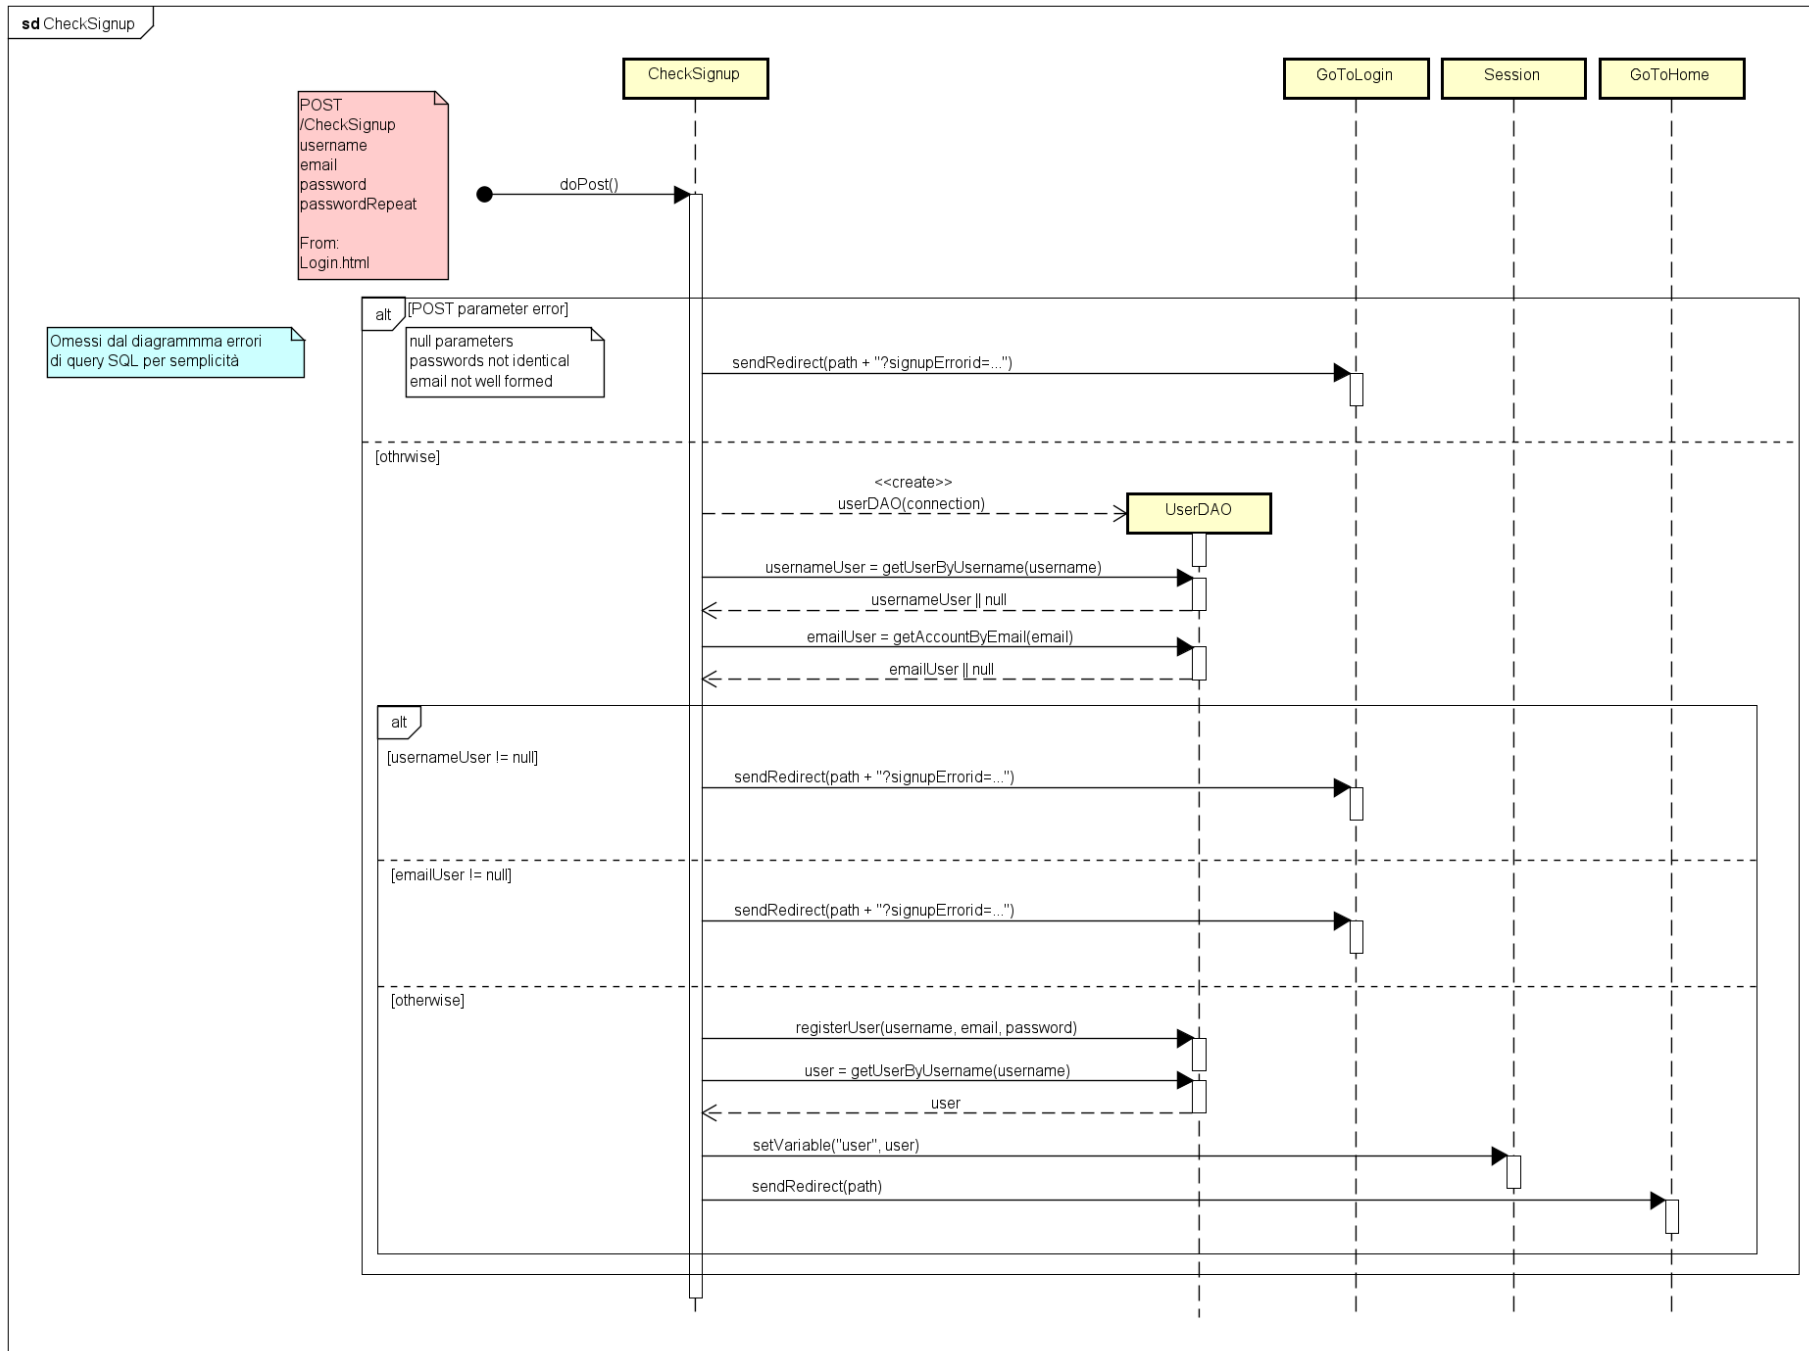 sd CheckSignup
CheckSignup
GoToLogin
Session
GoToHome
POST
/CheckSignup
username
email
password
passwordRepeat
From:
Login.html
doPost()
alt
[POST parameter error]
Omessi dal diagrammma errori
di query SQL per semplicità
null parameters
passwords not identical
email not well formed
sendRedirect(path + "?signupErrorid=...")
[othrwise]
<<create>>
userDAO(connection)
UserDAO
usernameUser = getUserByUsername(username)
usernameUser || null
emailUser = getAccountByEmail(email)
emailUser || null
alt
[usernameUser != null]
sendRedirect(path + "?signupErrorid=...")
[emailUser != null]
sendRedirect(path + "?signupErrorid=...")
[otherwise]
registerUser(username, email, password)
user = getUserByUsername(username)
user
setVariable("user", user)
sendRedirect(path)